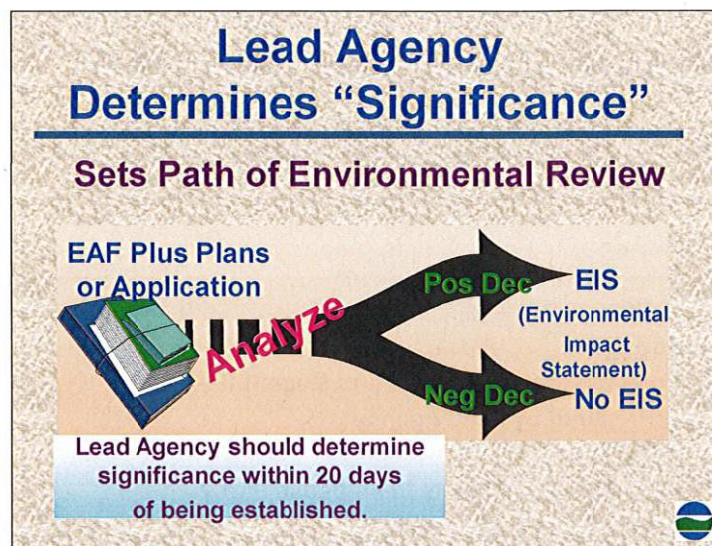 Lead Agency
Determines “Significance”
Sets Path of Environmental Review
EAF Plus Plans
or Application
Analyze
Pos Dec
EIS
(Environmental
Impact
Statement)
Neg Dec
No EIS
Lead Agency should determine
significance within 20 days
of being established.